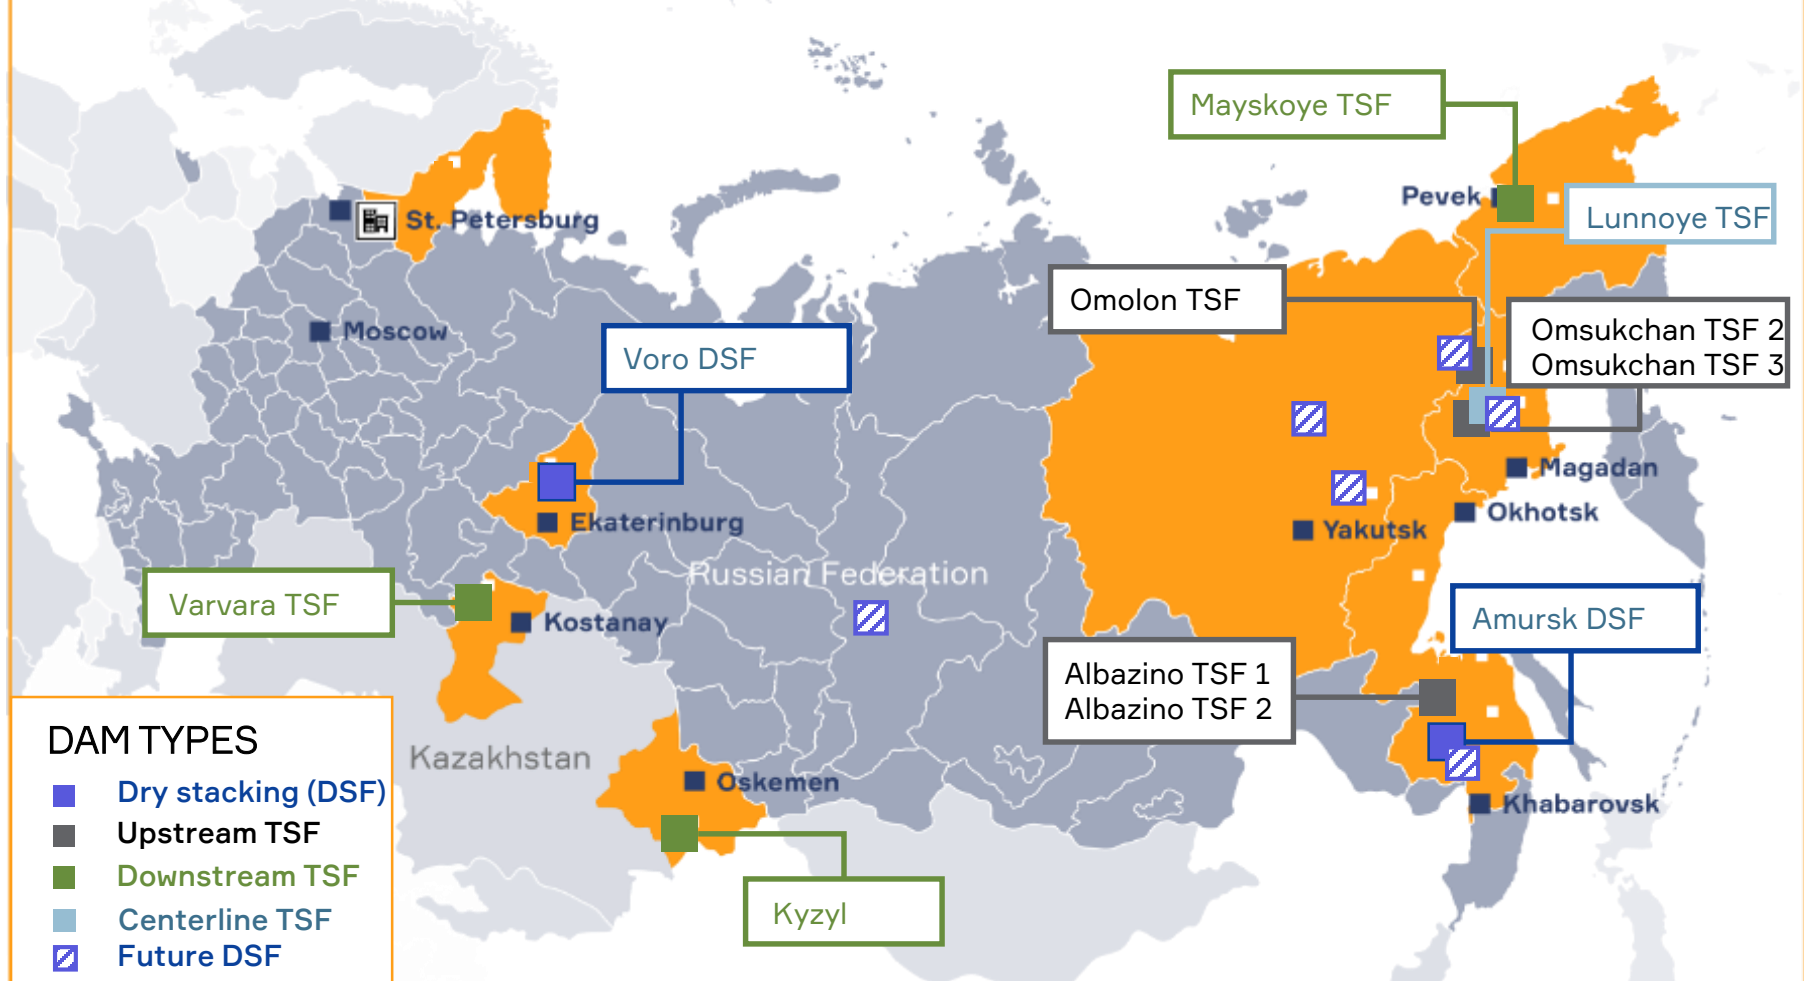 Mayskoye TSF
Pevek
Lunnoye TSF
St. Petersburg
Omolon TSF
Omsukchan TSF 2
Omsukchan TSF 3
Moscow
Voro DSF
Magadan
Okhotsk
Ekaterinburg
Yakutsk
Russian Federation
Varvara TSF
Kostanay
Amursk DSF
Albazino TSF 1
Albazino TSF 2
Kazakhstan
Oskemen
Khabarovsk
Kyzyl
DAM TYPES
Dry stacking (DSF)
Upstream TSF
Downstream TSF
Centerline TSF
Future DSF